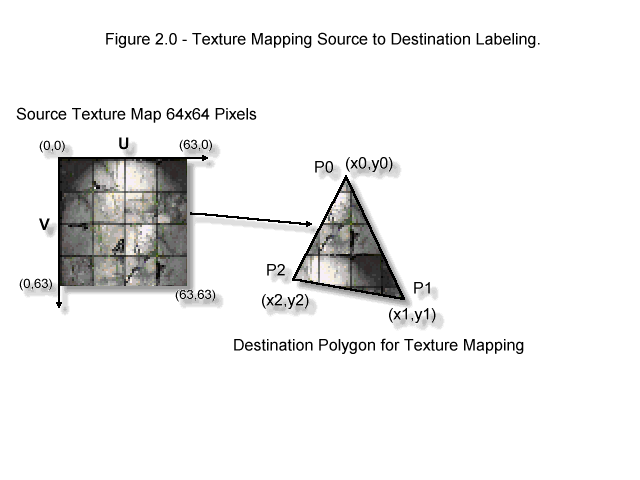 Figure 2.0 - Texture Mapping Source to Destination Labeling.
Source Texture Map 64x64 Pixels
(0,0)
U
(63,0)
V
(0,63)
(63,63)
P0 (x0,y0)
P2
(x2,y2)
P1
(x1,y1)
Destination Polygon for Texture Mapping